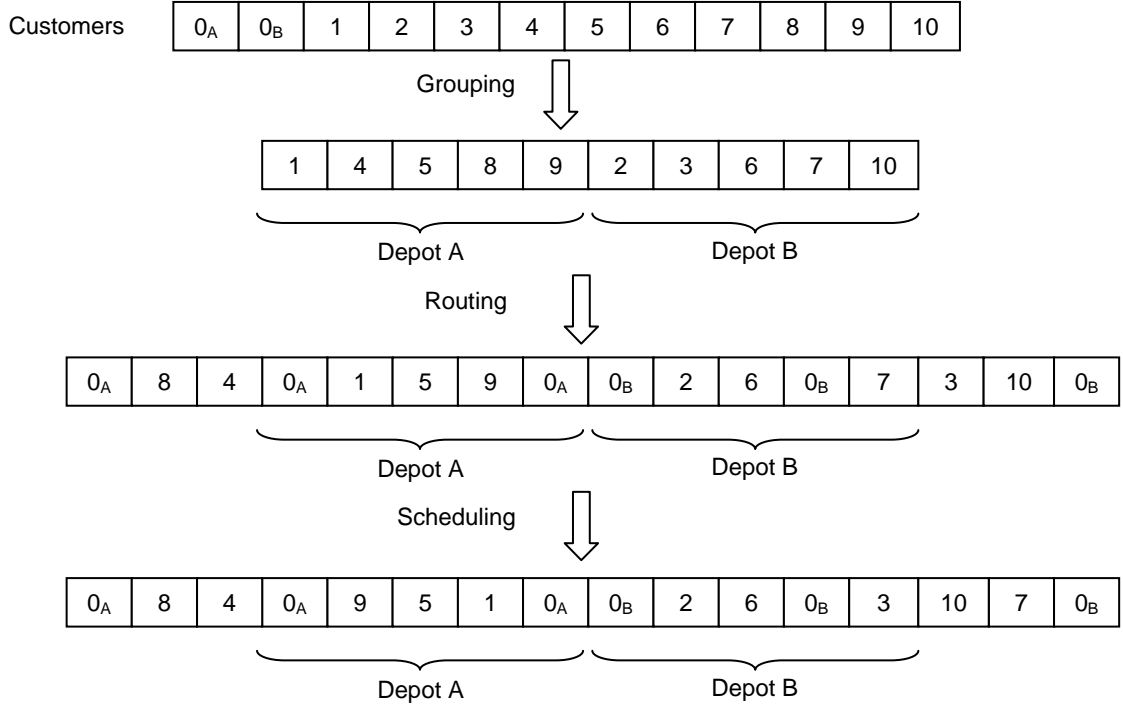 Customers 0A 0B 1 2 3 4 5 6 7 8 9 10
Grouping
1 4 5 8 9 2 3 6 7 10
Depot A Depot B
Routing
0A 8 4 0A 1 5 9 0A 0B 2 6 0B 7 3 10 0B
Depot A Depot B
Scheduling
0A 8 4 0A 9 5 1 0A 0B 2 6 0B 3 10 7 0B
Depot A Depot B